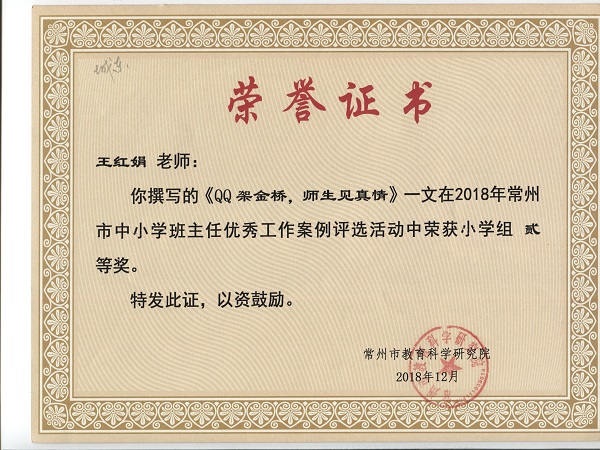 城东
荣誉证书
王红娟 老师：
你撰写的《QQ 架金桥，师生见真情》一文在2018年常州
市中小学班主任优秀工作案例评选活动中荣获小学组 贰
等奖。
特发此证，以资鼓励。
常州市教育科学研究院
2018年12月